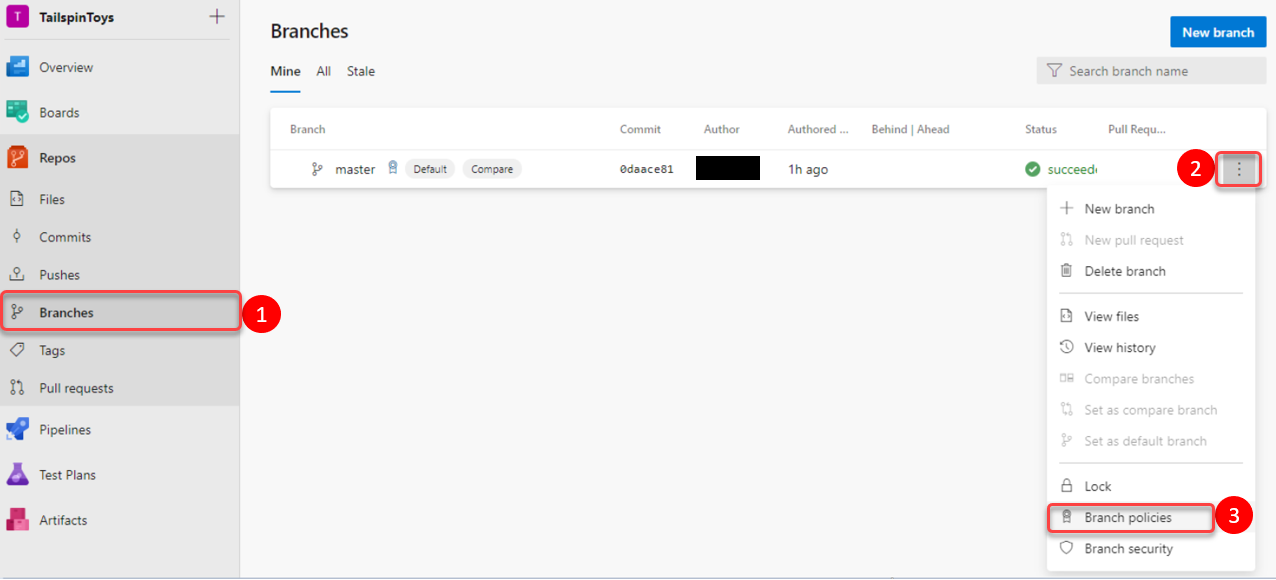 T TailspinToys
Overview
Boards
Repos
Files
Commits
Pushes
Branches 1
Tags
Pull requests
Pipelines
Test Plans
Artifacts
Branches
New branch
Mine All Stale
Search branch name
Branch Commit Author Authored ... Behind | Ahead Status Pull Requ...
master Default Compare 0daace81 1h ago succeede 2
New branch
New pull request
Delete branch
View files
View history
Compare branches
Set as compare branch
Set as default branch
Lock
Branch policies 3
Branch security